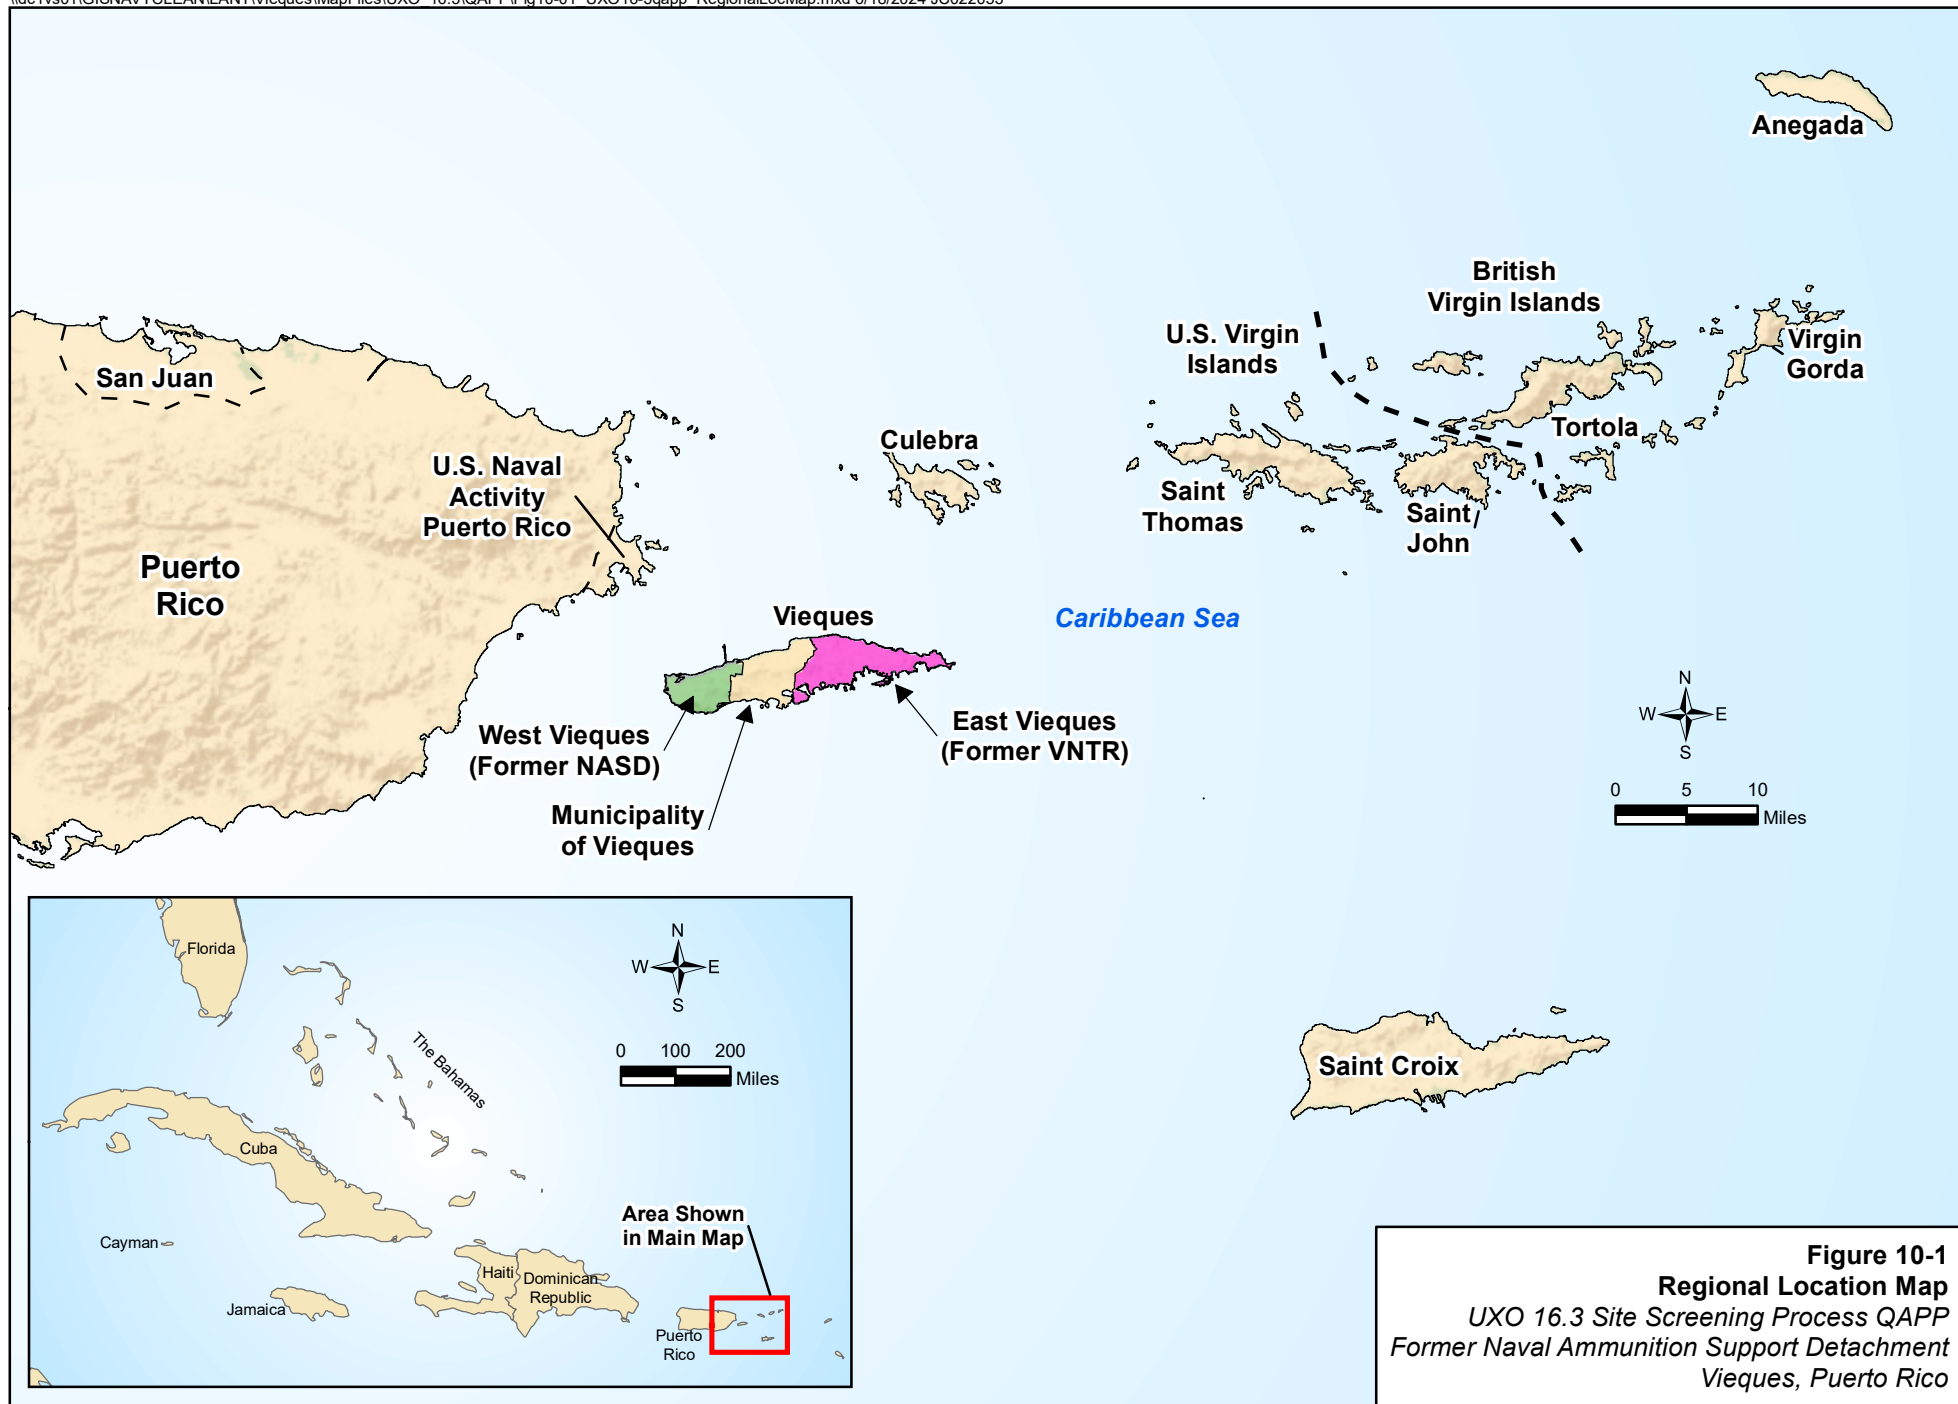 Anegada
British
Virgin Islands
U.S. Virgin
Islands
Virgin
Gorda
San Juan
Tortola
Culebra
U.S. Naval
Activity
Puerto Rico
Saint
Thomas
Saint
John
Puerto
Rico
Vieques
Caribbean Sea
N
W E
S
West Vieques
(Former NASD)
East Vieques
(Former VNTR)
0 5 10
Miles
Municipality
of Vieques
Florida
N
W E
S
The Bahamas
0 100 200
Miles
Saint Croix
Cuba
Area Shown
in Main Map
Cayman
Haiti
Dominican
Republic
Jamaica
Puerto
Rico
Figure 10-1
Regional Location Map
UXO 16.3 Site Screening Process QAPP
Former Naval Ammunition Support Detachment
Vieques, Puerto Rico